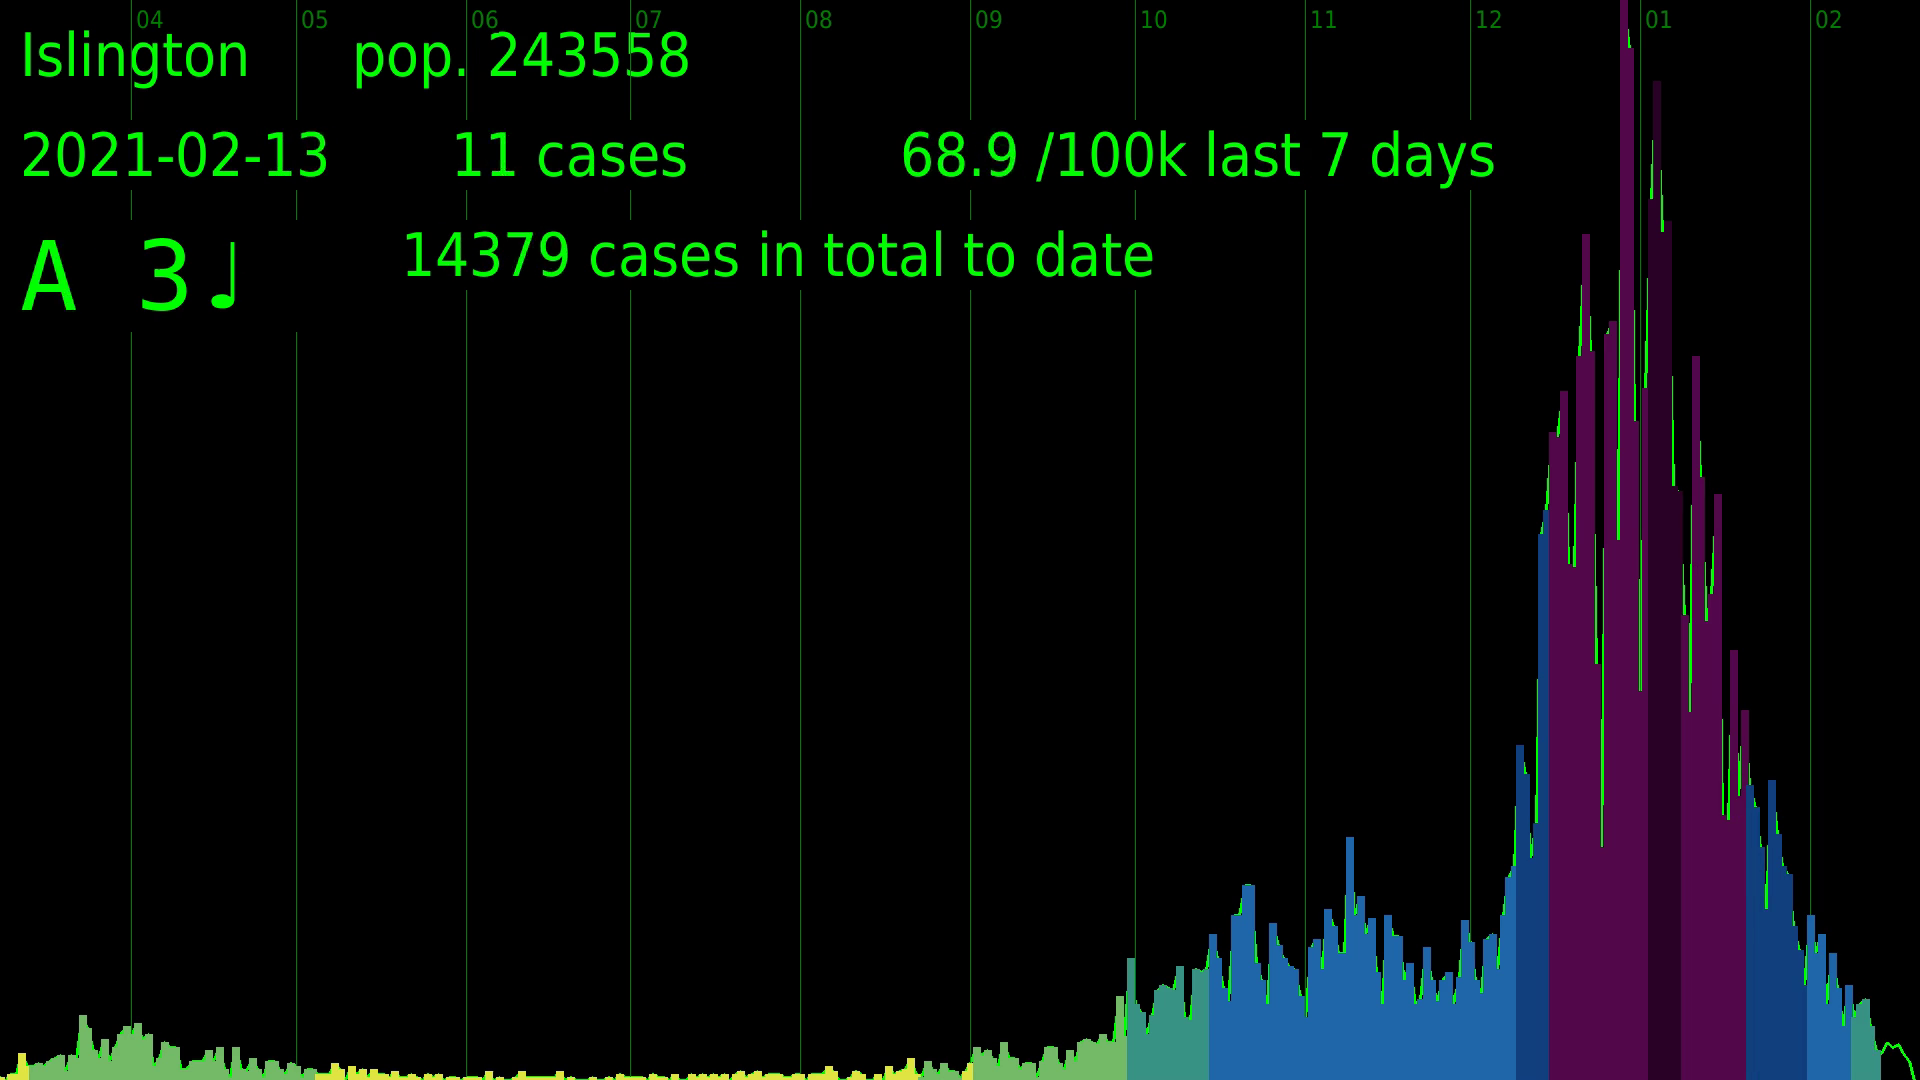 04 05 06 07 08 09 10 11 12 01 02
Islington pop. 243558
2021-02-13 11 cases 68.9 /100k last 7 days
A 3♩ 14379 cases in total to date